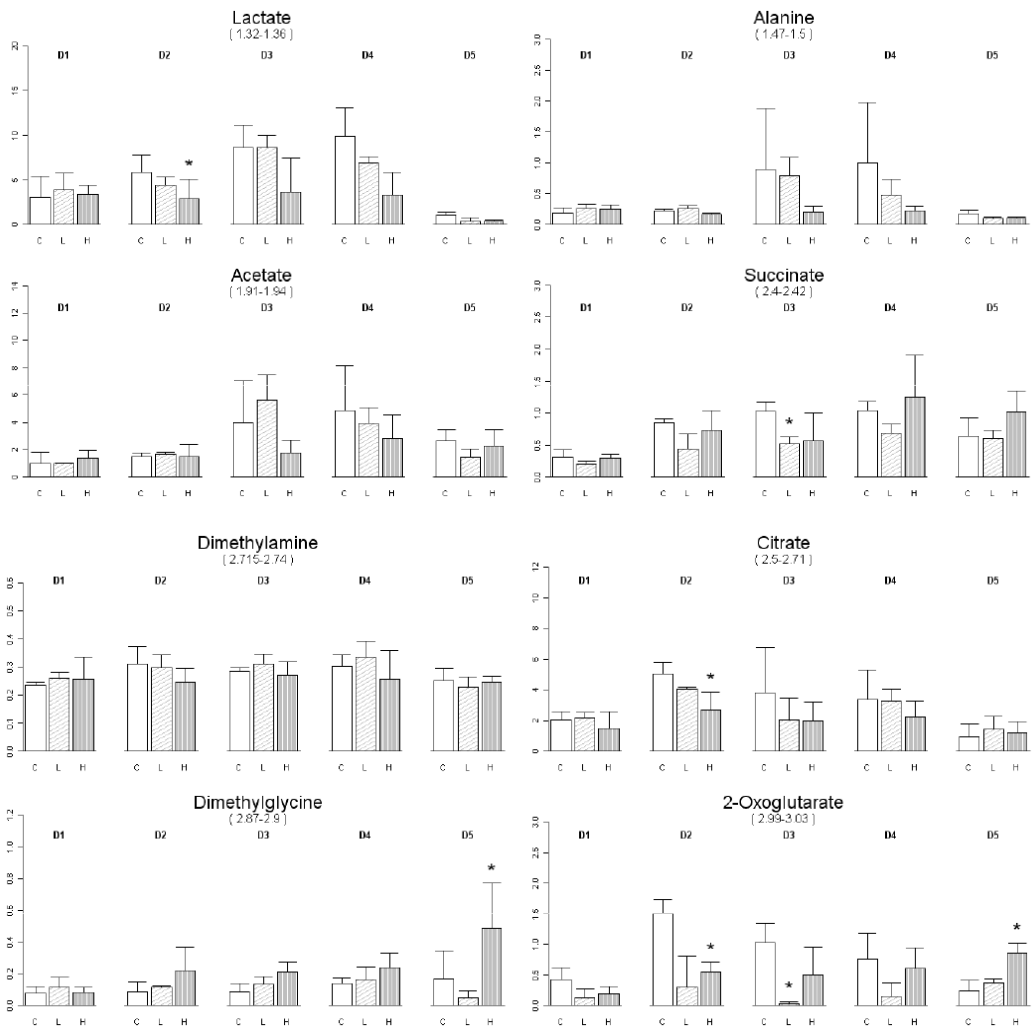 Lactate
( 1.32-1.36 )
D1 D2 D3 D4 D5
20
15
10
5
0
*
C L H C L H C L H C L H C L H
Alanine
( 1.47-1.5 )
D1 D2 D3 D4 D5
3.0
2.5
2.0
1.5
1.0
0.5
0.0
C L H C L H C L H C L H C L H
Acetate
( 1.91-1.94 )
D1 D2 D3 D4 D5
14
12
10
8
6
4
2
0
C L H C L H C L H C L H C L H
Succinate
( 2.4-2.42 )
D1 D2 D3 D4 D5
3.0
2.5
2.0
1.5
1.0
0.5
0.0
*
C L H C L H C L H C L H C L H
Dimethylamine
( 2.715-2.74 )
D1 D2 D3 D4 D5
0.6
0.5
0.4
0.3
0.2
0.1
0.0
C L H C L H C L H C L H C L H
Citrate
( 2.5-2.71 )
D1 D2 D3 D4 D5
12
10
8
6
4
2
0
*
C L H C L H C L H C L H C L H
Dimethylglycine
( 2.87-2.9 )
D1 D2 D3 D4 D5
1.2
1.0
0.8
0.6
0.4
0.2
0.0
*
C L H C L H C L H C L H C L H
2-Oxoglutarate
( 2.99-3.03 )
D1 D2 D3 D4 D5
3.0
2.5
2.0
1.5
1.0
0.5
0.0
* * *
C L H C L H C L H C L H C L H